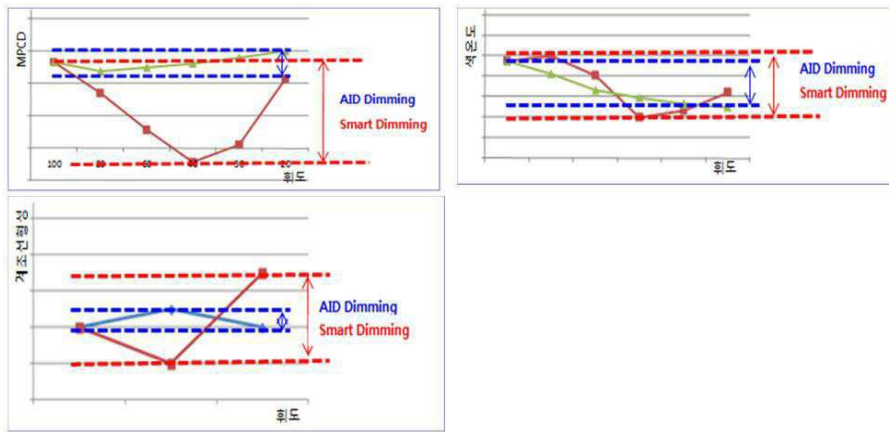 MPCD
AID Dimming
Smart Dimming
100
휘도
색온도
AID Dimming
Smart Dimming
휘도
계조선형성
AID Dimming
Smart Dimming
휘도